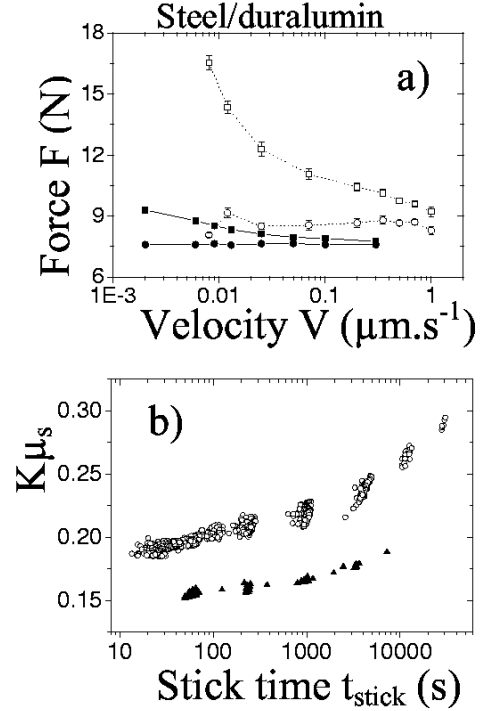 Steel/duralumin
18
a)
15
12
9
6
Force F (N)
1E-3 0.01 0.1 1
Velocity V (µm.s⁻¹)
b)
0.30
0.25
0.20
0.15
Kµₛ
10 100 1000 10000
Stick time t_stick (s)